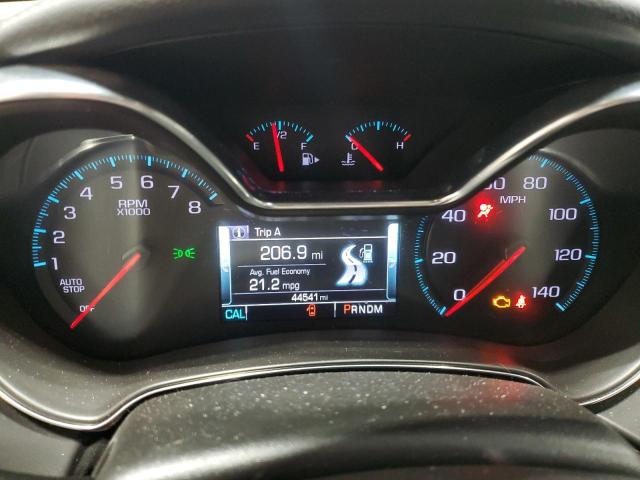 E 1/2 F
C H
1 2 3 4 5 6 7 8
RPM
X1000
AUTO
STOP
OFF
Trip A
206.9 mi
Avg. Fuel Economy
21.2 mpg
44541 mi
CAL
PRNDM
0 20 40 60 80 100 120 140
MPH